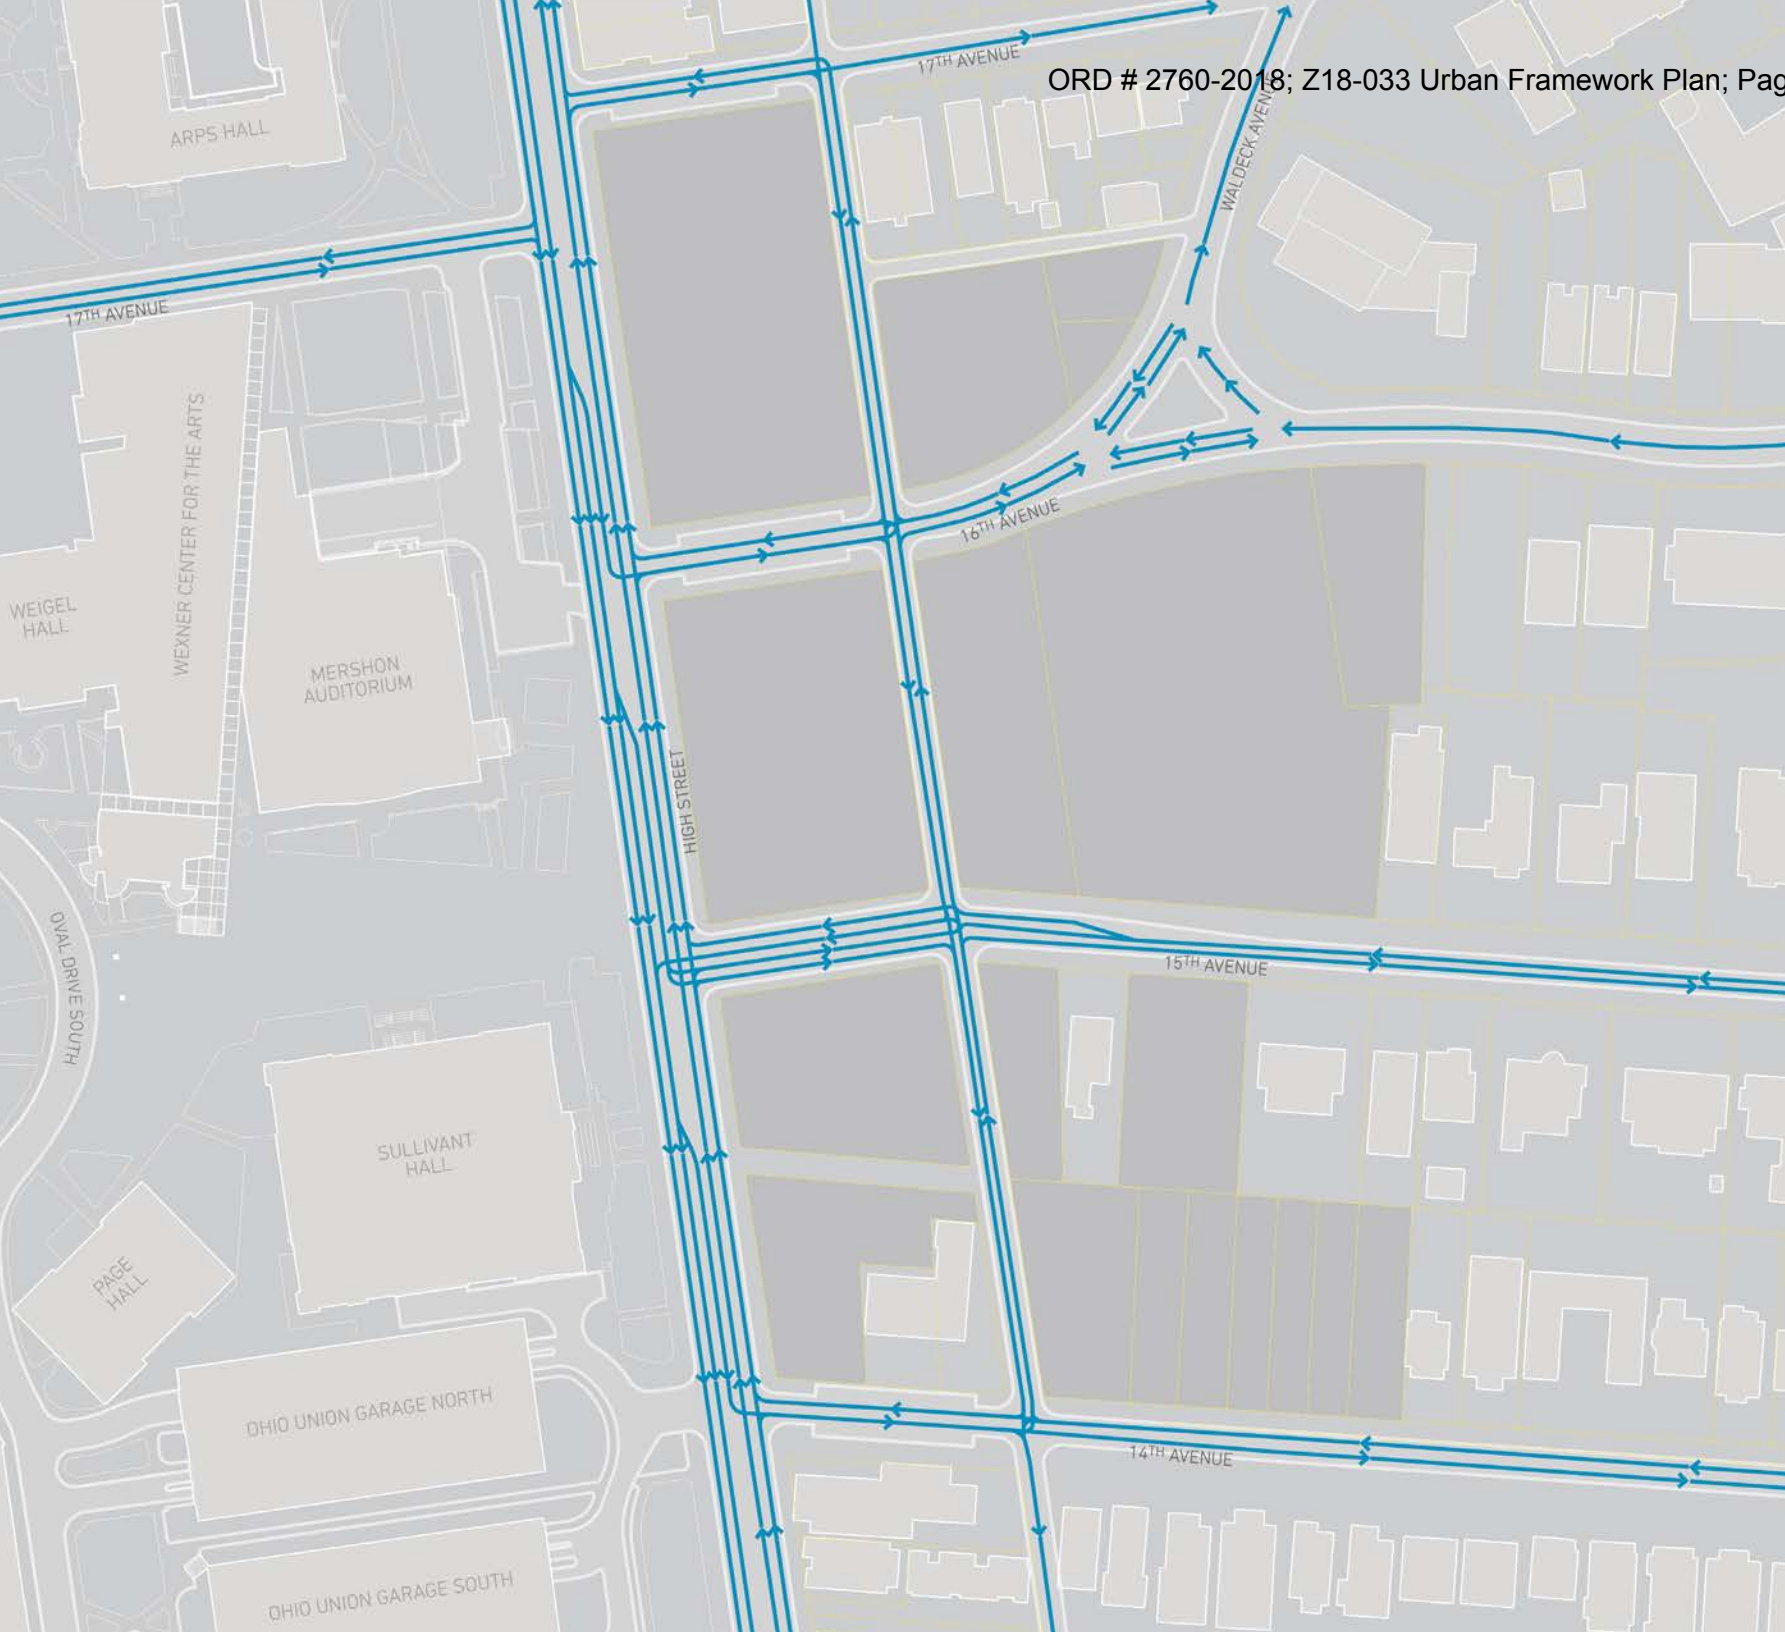 17TH AVENUE
ORD # 2760-2018; Z18-033 Urban Framework Plan; Pag
ARPS HALL
WALDECK AVENUE
17TH AVENUE
WEXNER CENTER FOR THE ARTS
16TH AVENUE
WEIGEL
HALL
MERSHON
AUDITORIUM
HIGH STREET
OVAL DRIVE SOUTH
15TH AVENUE
SULLIVANT
HALL
PAGE
HALL
OHIO UNION GARAGE NORTH
14TH AVENUE
OHIO UNION GARAGE SOUTH